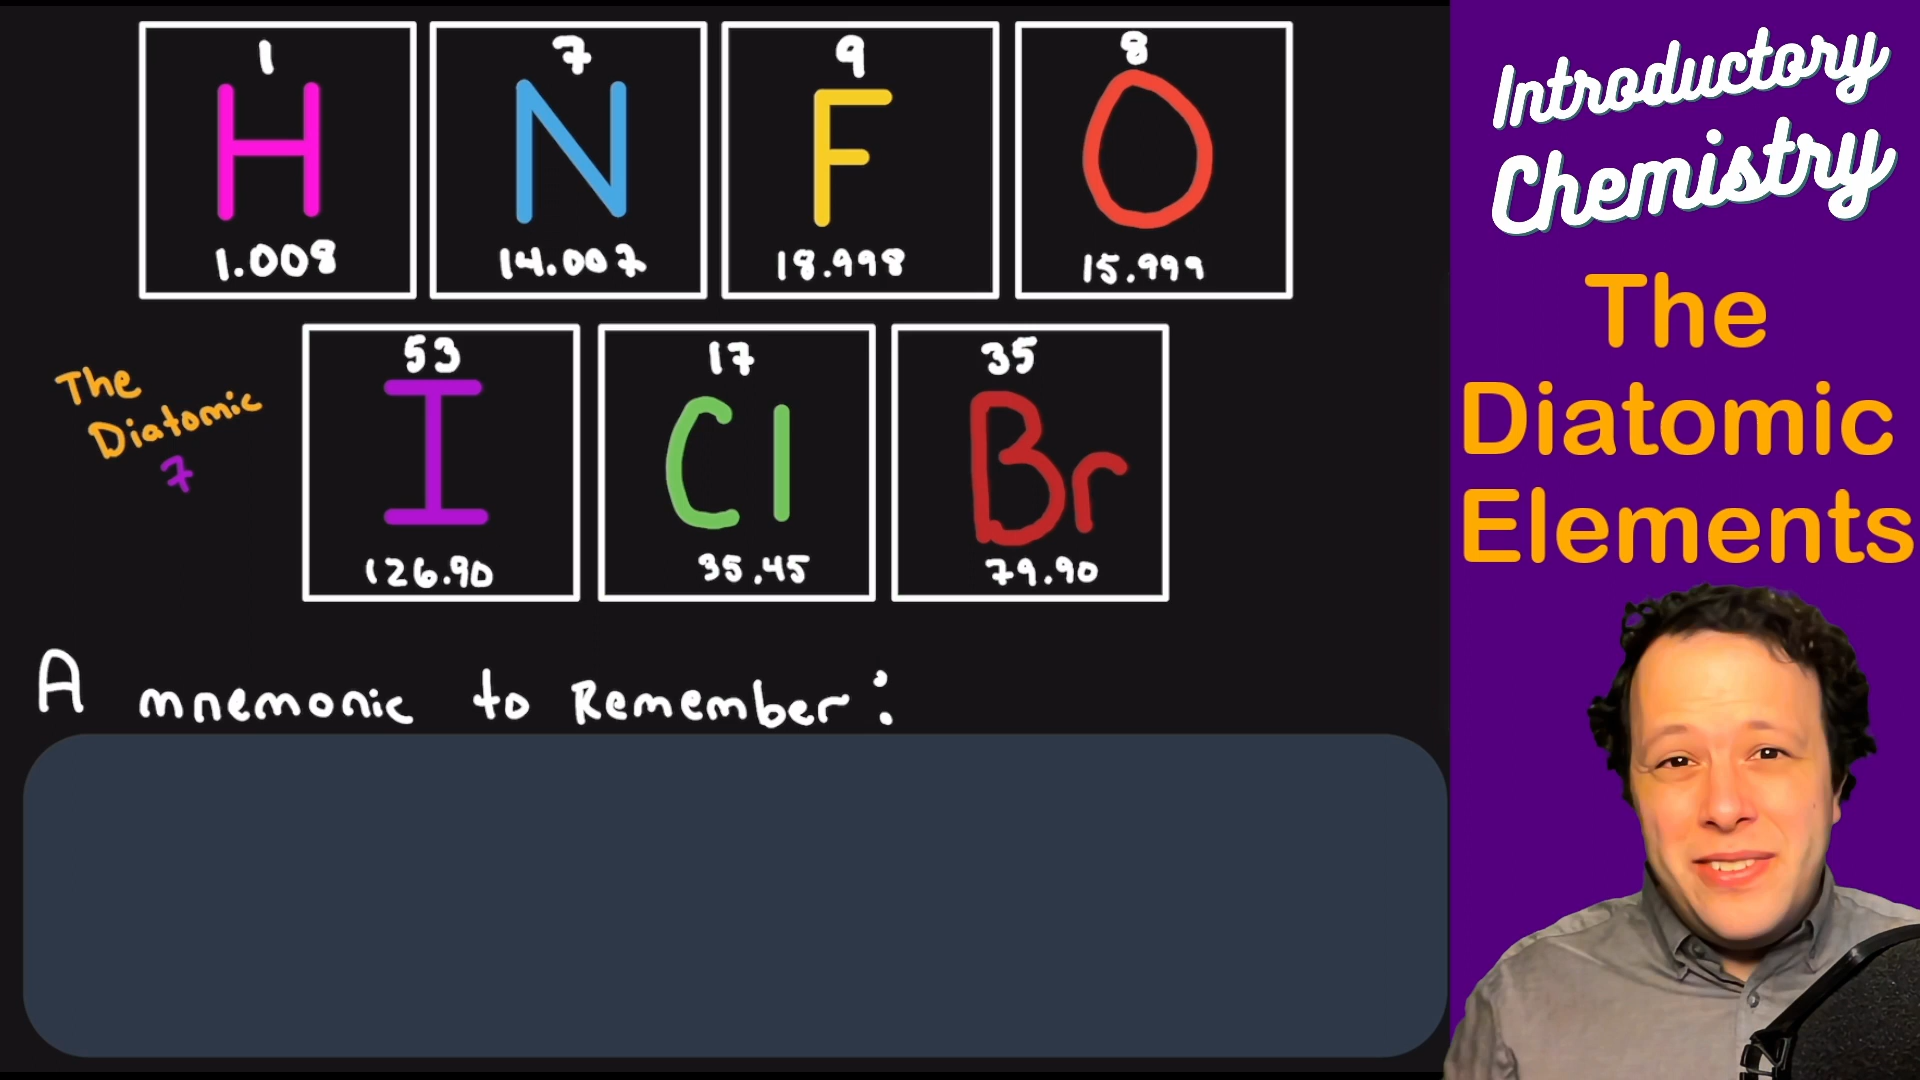 1 7 9 8
H N F O
1.008 14.007 18.998 15.999
53 17 35
I Cl Br
126.90 35.45 79.90
The
Diatomic
7
A mnemonic to Remember:
Introductory
Chemistry
The
Diatomic
Elements